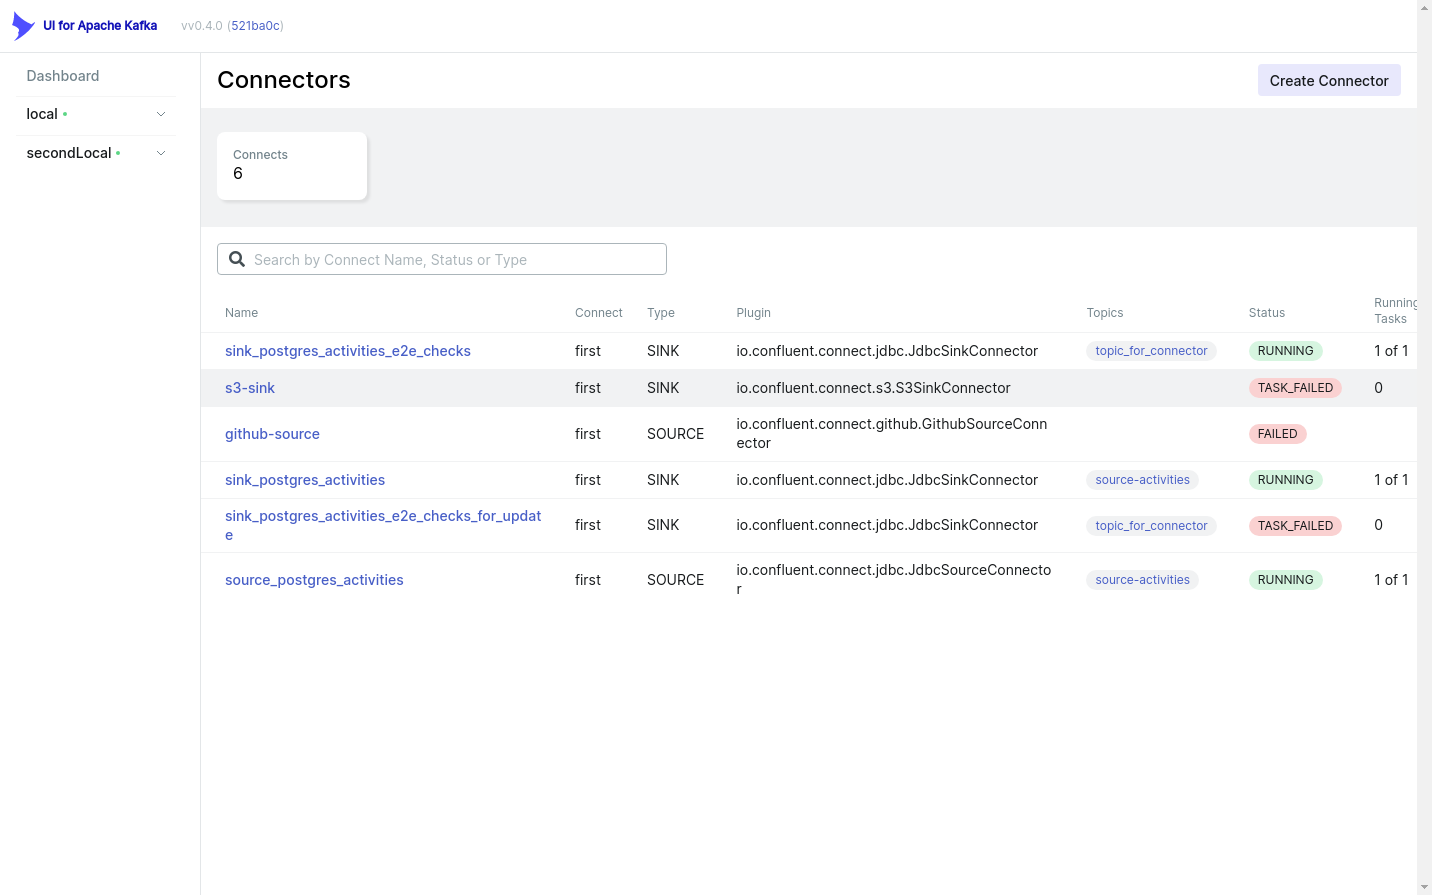 UI for Apache Kafka vv0.4.0 (521ba0c)
Dashboard
local
secondLocal
Connectors
Create Connector
Connects
6
Search by Connect Name, Status or Type
Name Connect Type Plugin Topics Status Running
Tasks
sink_postgres_activities_e2e_checks first SINK io.confluent.connect.jdbc.JdbcSinkConnector topic_for_connector RUNNING 1 of 1
s3-sink first SINK io.confluent.connect.s3.S3SinkConnector TASK_FAILED 0
github-source first SOURCE io.confluent.connect.github.GithubSourceConn
ector FAILED
sink_postgres_activities first SINK io.confluent.connect.jdbc.JdbcSinkConnector source-activities RUNNING 1 of 1
sink_postgres_activities_e2e_checks_for_updat
e first SINK io.confluent.connect.jdbc.JdbcSinkConnector topic_for_connector TASK_FAILED 0
source_postgres_activities first SOURCE io.confluent.connect.jdbc.JdbcSourceConnecto
r source-activities RUNNING 1 of 1